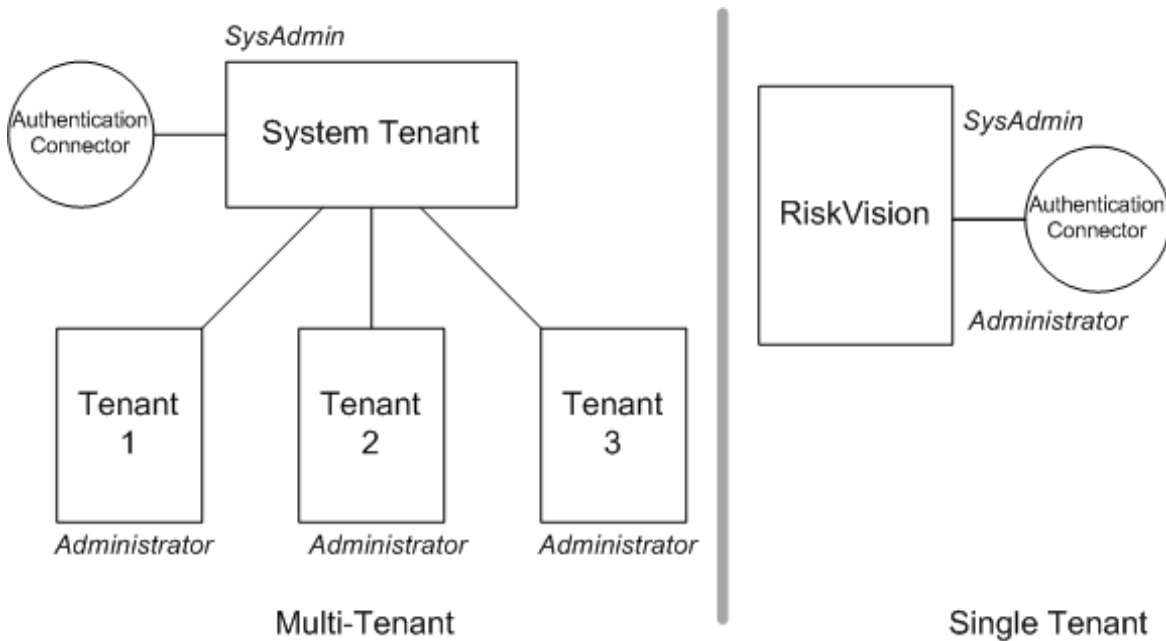 SysAdmin
Authentication
Connector
System Tenant
Tenant
1
Tenant
2
Tenant
3
Administrator
Administrator
Administrator
Multi-Tenant
RiskVision
SysAdmin
Authentication
Connector
Administrator
Single Tenant